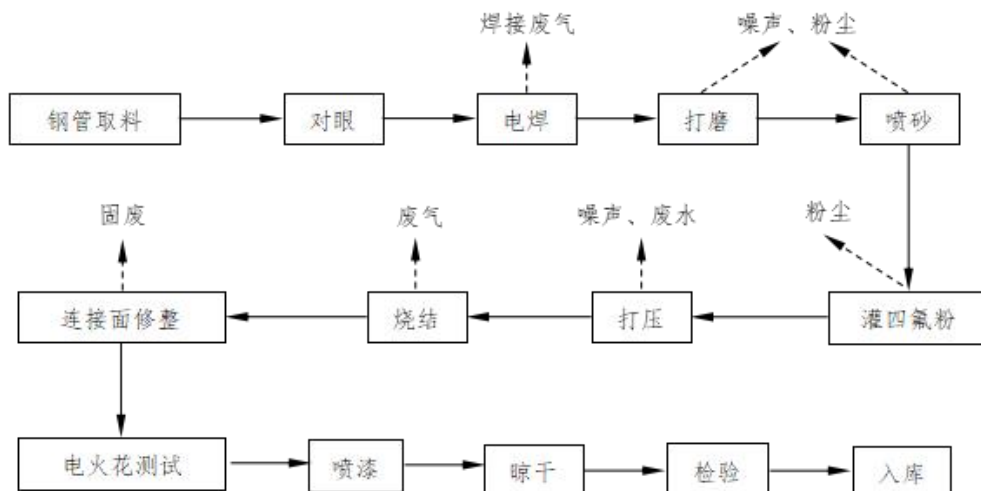 焊接废气
噪声、粉尘
钢管取料
对眼
电焊
打磨
喷砂
固废
废气
噪声、废水
粉尘
连接面修整
烧结
打压
灌四氟粉
电火花测试
喷漆
晾干
检验
入库